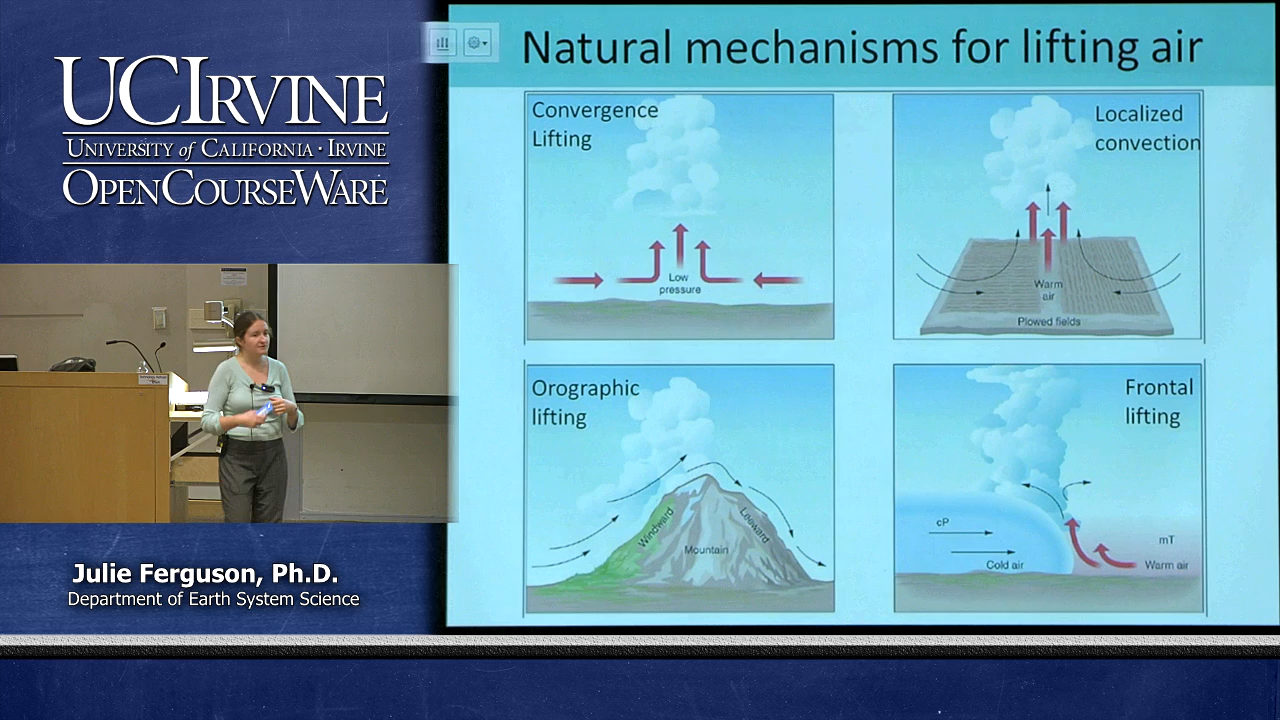 UCIRVINE
UNIVERSITY of CALIFORNIA · IRVINE
OPENCOURSEWARE
Julie Ferguson, Ph.D.
Department of Earth System Science
Natural mechanisms for lifting air
Convergence
Lifting
Low
pressure
Localized
convection
Warm
air
Plowed fields
Orographic
lifting
Windward
Mountain
Leeward
Frontal
lifting
cP
Cold air
mT
Warm air